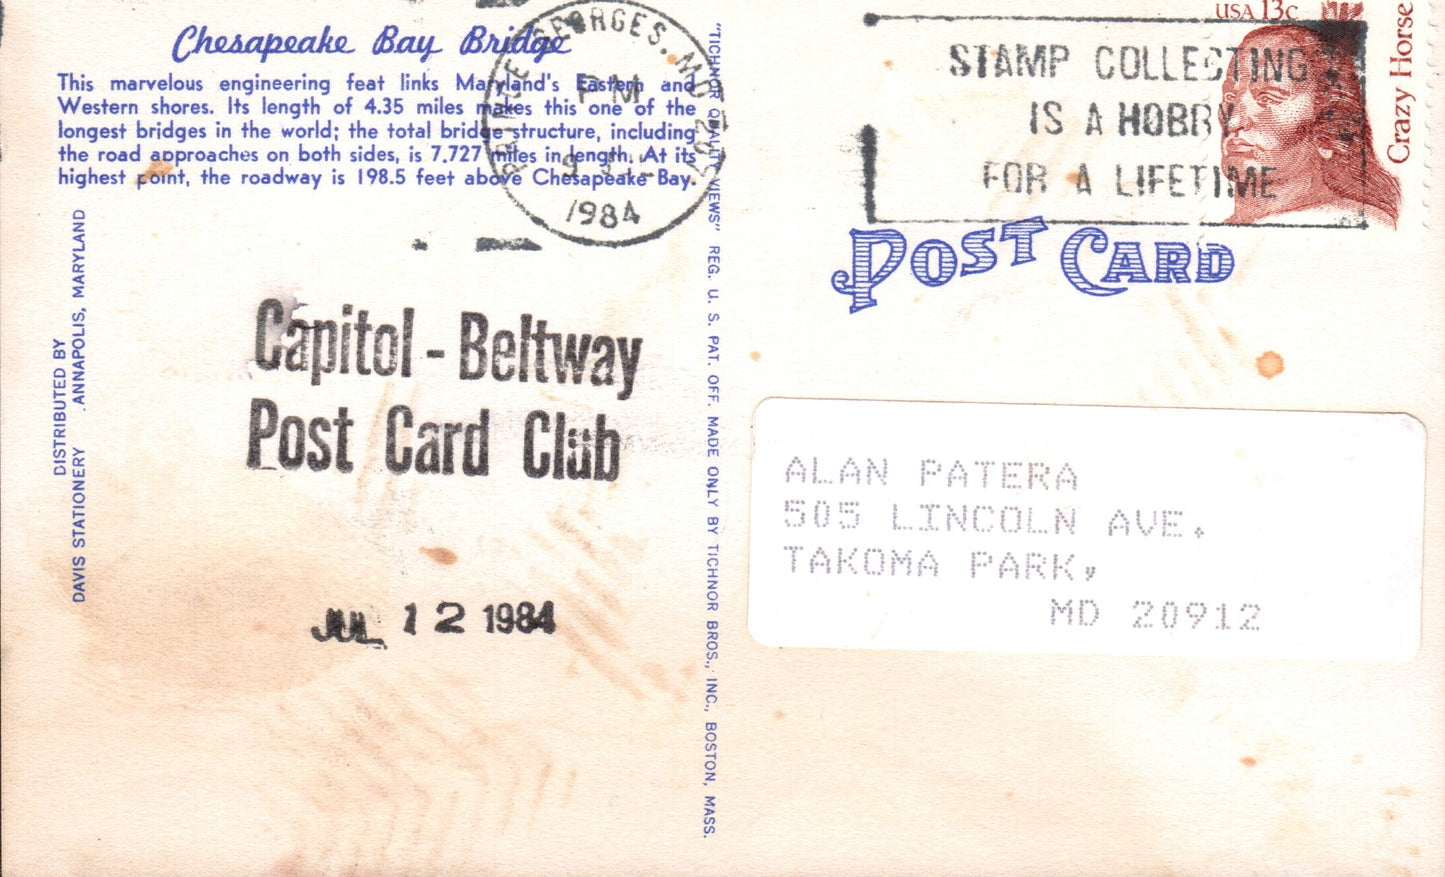 Chesapeake Bay Bridge
This marvelous engineering feat links Maryland's Eastern and
Western shores. Its length of 4.35 miles makes this one of the
longest bridges in the world; the total bridge structure, including
the road approaches on both sides, is 7.727 miles in length. At its
highest point, the roadway is 198.5 feet above Chesapeake Bay.
PRINCE GEORGES, MD
PM
9
1984
STAMP COLLECTING
IS A HOBBY
FOR A LIFETIME
USA 13c
Crazy Horse
POST CARD
DISTRIBUTED BY
DAVIS STATIONERY ANNAPOLIS, MARYLAND
Capitol - Beltway
Post Card Club
JUL 12 1984
"TICHNOR QUALITY VIEWS" REG. U. S. PAT. OFF. MADE ONLY BY TICHNOR BROS., INC., BOSTON, MASS.
ALAN PATERA
505 LINCOLN AVE.
TAKOMA PARK,
MD 20912